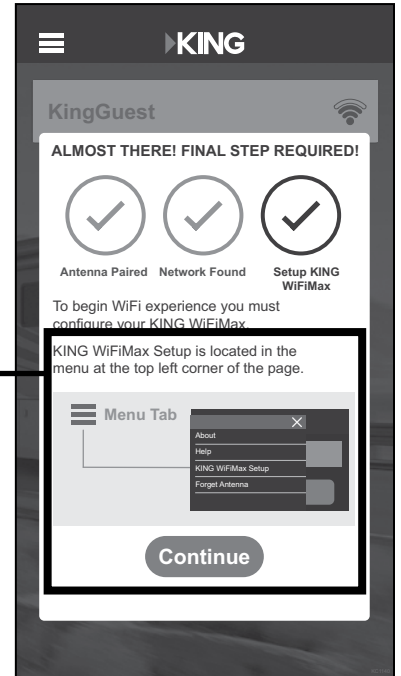 KING
KingGuest
ALMOST THERE! FINAL STEP REQUIRED!
Antenna Paired Network Found Setup KING
WiFiMax
To begin WiFi experience you must
configure your KING WiFiMax.
KING WiFiMax Setup is located in the
menu at the top left corner of the page.
Menu Tab
About
Help
KING WiFiMax Setup
Forget Antenna
Continue